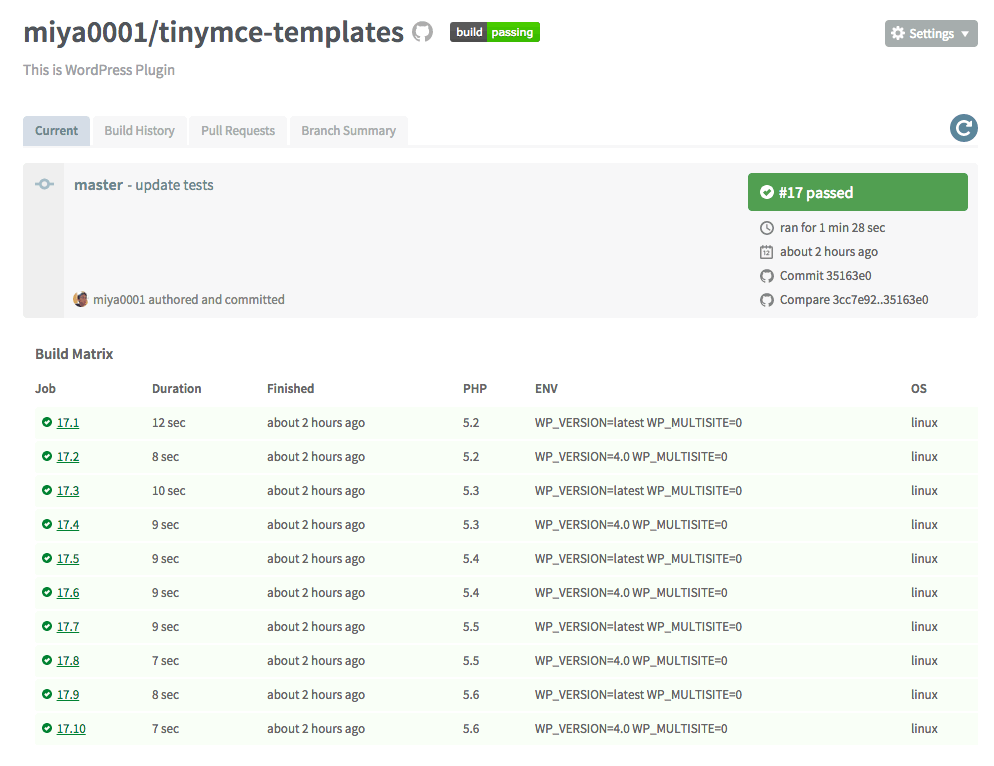 miya0001/tinymce-templates build passing
Settings
This is WordPress Plugin
Current Build History Pull Requests Branch Summary
master - update tests
#17 passed
ran for 1 min 28 sec
12 about 2 hours ago
Commit 35163e0
miya0001 authored and committed
Compare 3cc7e92..35163e0
Build Matrix
Job Duration Finished PHP ENV OS
17.1 12 sec about 2 hours ago 5.2 WP_VERSION=latest WP_MULTISITE=0 linux
17.2 8 sec about 2 hours ago 5.2 WP_VERSION=4.0 WP_MULTISITE=0 linux
17.3 10 sec about 2 hours ago 5.3 WP_VERSION=latest WP_MULTISITE=0 linux
17.4 9 sec about 2 hours ago 5.3 WP_VERSION=4.0 WP_MULTISITE=0 linux
17.5 9 sec about 2 hours ago 5.4 WP_VERSION=latest WP_MULTISITE=0 linux
17.6 9 sec about 2 hours ago 5.4 WP_VERSION=4.0 WP_MULTISITE=0 linux
17.7 9 sec about 2 hours ago 5.5 WP_VERSION=latest WP_MULTISITE=0 linux
17.8 7 sec about 2 hours ago 5.5 WP_VERSION=4.0 WP_MULTISITE=0 linux
17.9 8 sec about 2 hours ago 5.6 WP_VERSION=latest WP_MULTISITE=0 linux
17.10 7 sec about 2 hours ago 5.6 WP_VERSION=4.0 WP_MULTISITE=0 linux